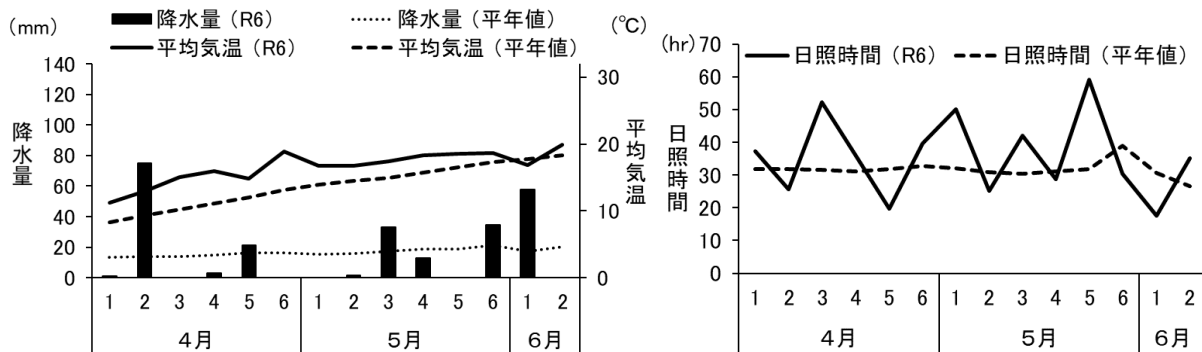 降水量（R6） 降水量（平年値）
平均気温（R6） 平均気温（平年値）
（mm）
（℃）
140
120
100
80
60
40
20
0
降水量
30
20
10
0
平均気温
1 2 3 4 5 6 1 2 3 4 5 6 1 2
４月 ５月 ６月
（hr）
日照時間（R6） 日照時間（平年値）
70
60
50
40
30
20
10
0
日照時間
1 2 3 4 5 6 1 2 3 4 5 6 1 2
４月 ５月 ６月